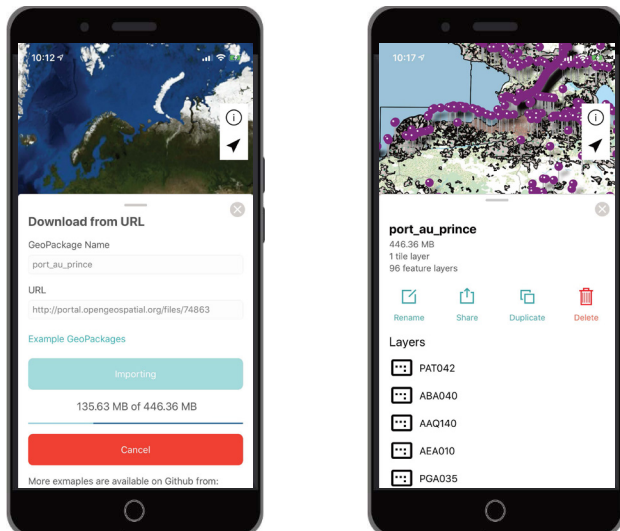 10:12
Download from URL
GeoPackage Name
port_au_prince
URL
http://portal.opengeospatial.org/files/74863
Example GeoPackages
Importing
135.63 MB of 446.36 MB
Cancel
More exmaples are available on Github from:
10:17
port_au_prince
446.36 MB
1 tile layer
96 feature layers
Rename Share Duplicate Delete
Layers
PAT042
ABA040
AAQ140
AEA010
PGA035